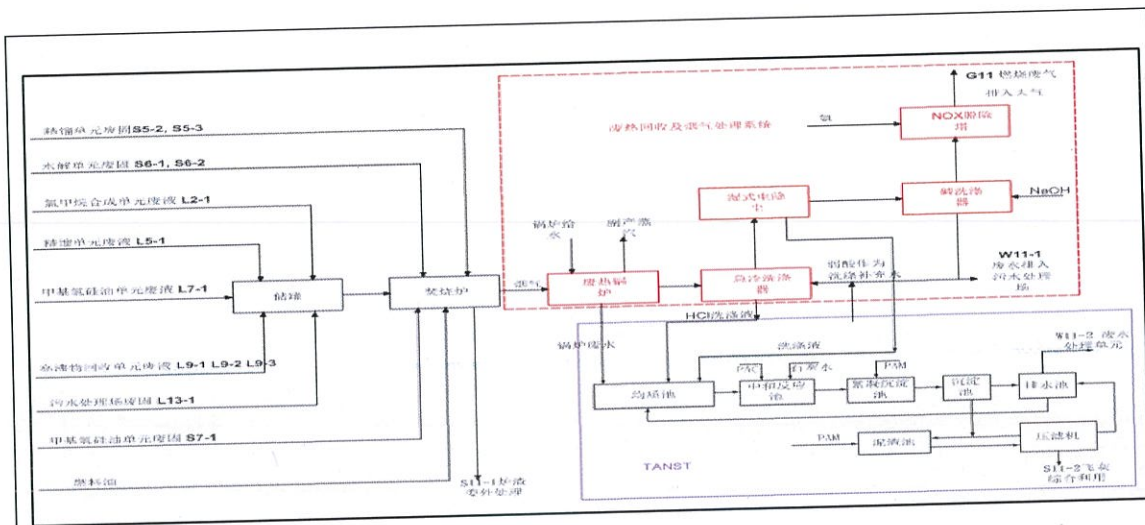 G11 燃烧废气
排入大气
精馏单元废固S5-2, S5-3
废热回收及烟气处理系统
氨
NOX脱除
塔
水解单元废固 S6-1, S6-2
氯甲烷合成单元废液 L2-1
湿式电除
尘
碱洗涤
器
NaOH
锅炉给
水
副产蒸
汽
精馏单元废液 L5-1
弱酸作为
洗涤补充水
W11-1
废水排入
污水处理
场
甲基氯硅油单元废液 L7-1
储罐
焚烧炉
烟气
废热锅
炉
急冷洗涤
器
HCl洗涤液
锅炉废水
洗涤液
W11-2 废水
处理单元
高沸物回收单元废液 L9-1 L9-2 L9-3
PAC
石灰水
PAM
均质池
中和反应
池
絮凝沉淀
池
沉淀
池
排水池
污水处理场废固 L13-1
甲基氯硅油单元废固 S7-1
PAM
泥渣池
压滤机
TANST
燃料油
S11-1炉渣
委外处理
S11-2飞灰
综合利用